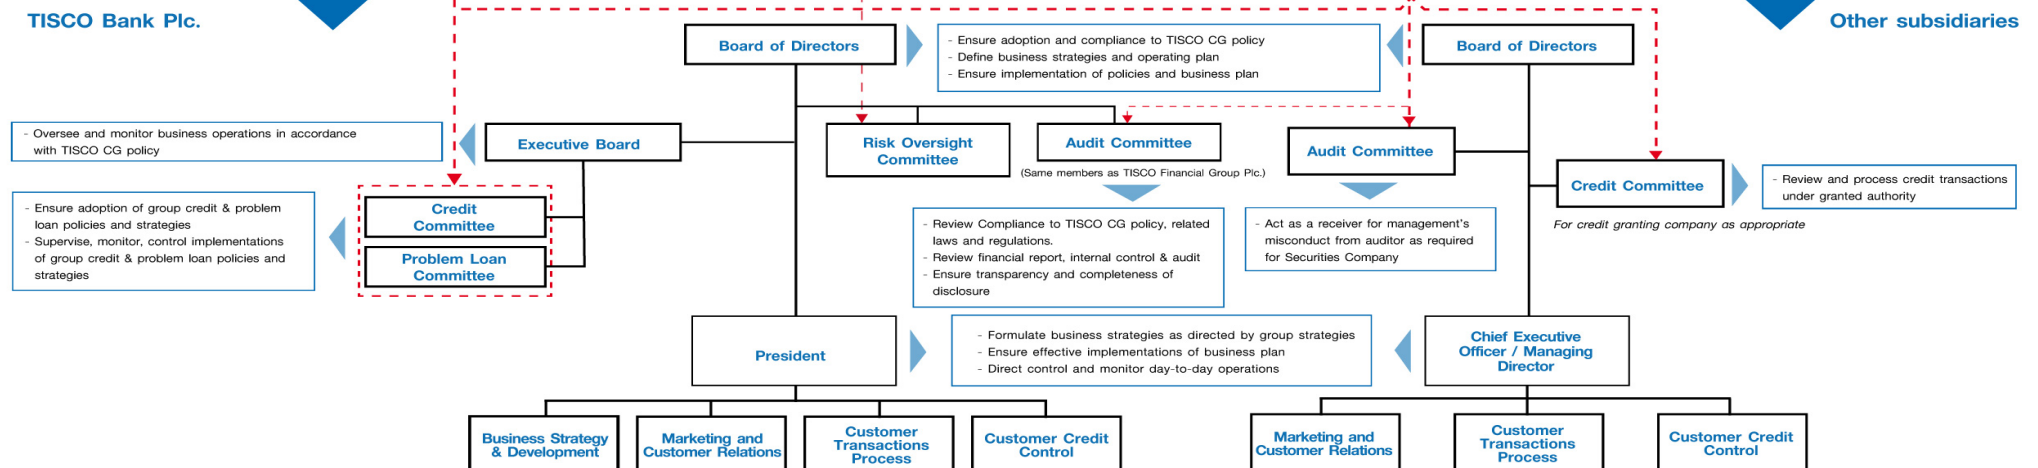 TISCO Bank Plc.
Other subsidiaries
Board of Directors
- Ensure adoption and compliance to TISCO CG policy
- Define business strategies and operating plan
- Ensure implementation of policies and business plan
Board of Directors
- Oversee and monitor business operations in accordance
with TISCO CG policy
Executive Board
Risk Oversight
Committee
Audit Committee
(Same members as TISCO Financial Group Plc.)
Audit Committee
Credit Committee
For credit granting company as appropriate
- Review and process credit transactions
under granted authority
- Ensure adoption of group credit & problem
loan policies and strategies
- Supervise, monitor, control implementations
of group credit & problem loan policies and
strategies
Credit
Committee
Problem Loan
Committee
- Review Compliance to TISCO CG policy, related
laws and regulations.
- Review financial report, internal control & audit
- Ensure transparency and completeness of
disclosure
- Act as a receiver for management's
misconduct from auditor as required
for Securities Company
President
- Formulate business strategies as directed by group strategies
- Ensure effective implementations of business plan
- Direct control and monitor day-to-day operations
Chief Executive
Officer / Managing
Director
Business Strategy
& Development
Marketing and
Customer Relations
Customer
Transactions
Process
Customer Credit
Control
Marketing and
Customer Relations
Customer
Transactions
Process
Customer Credit
Control